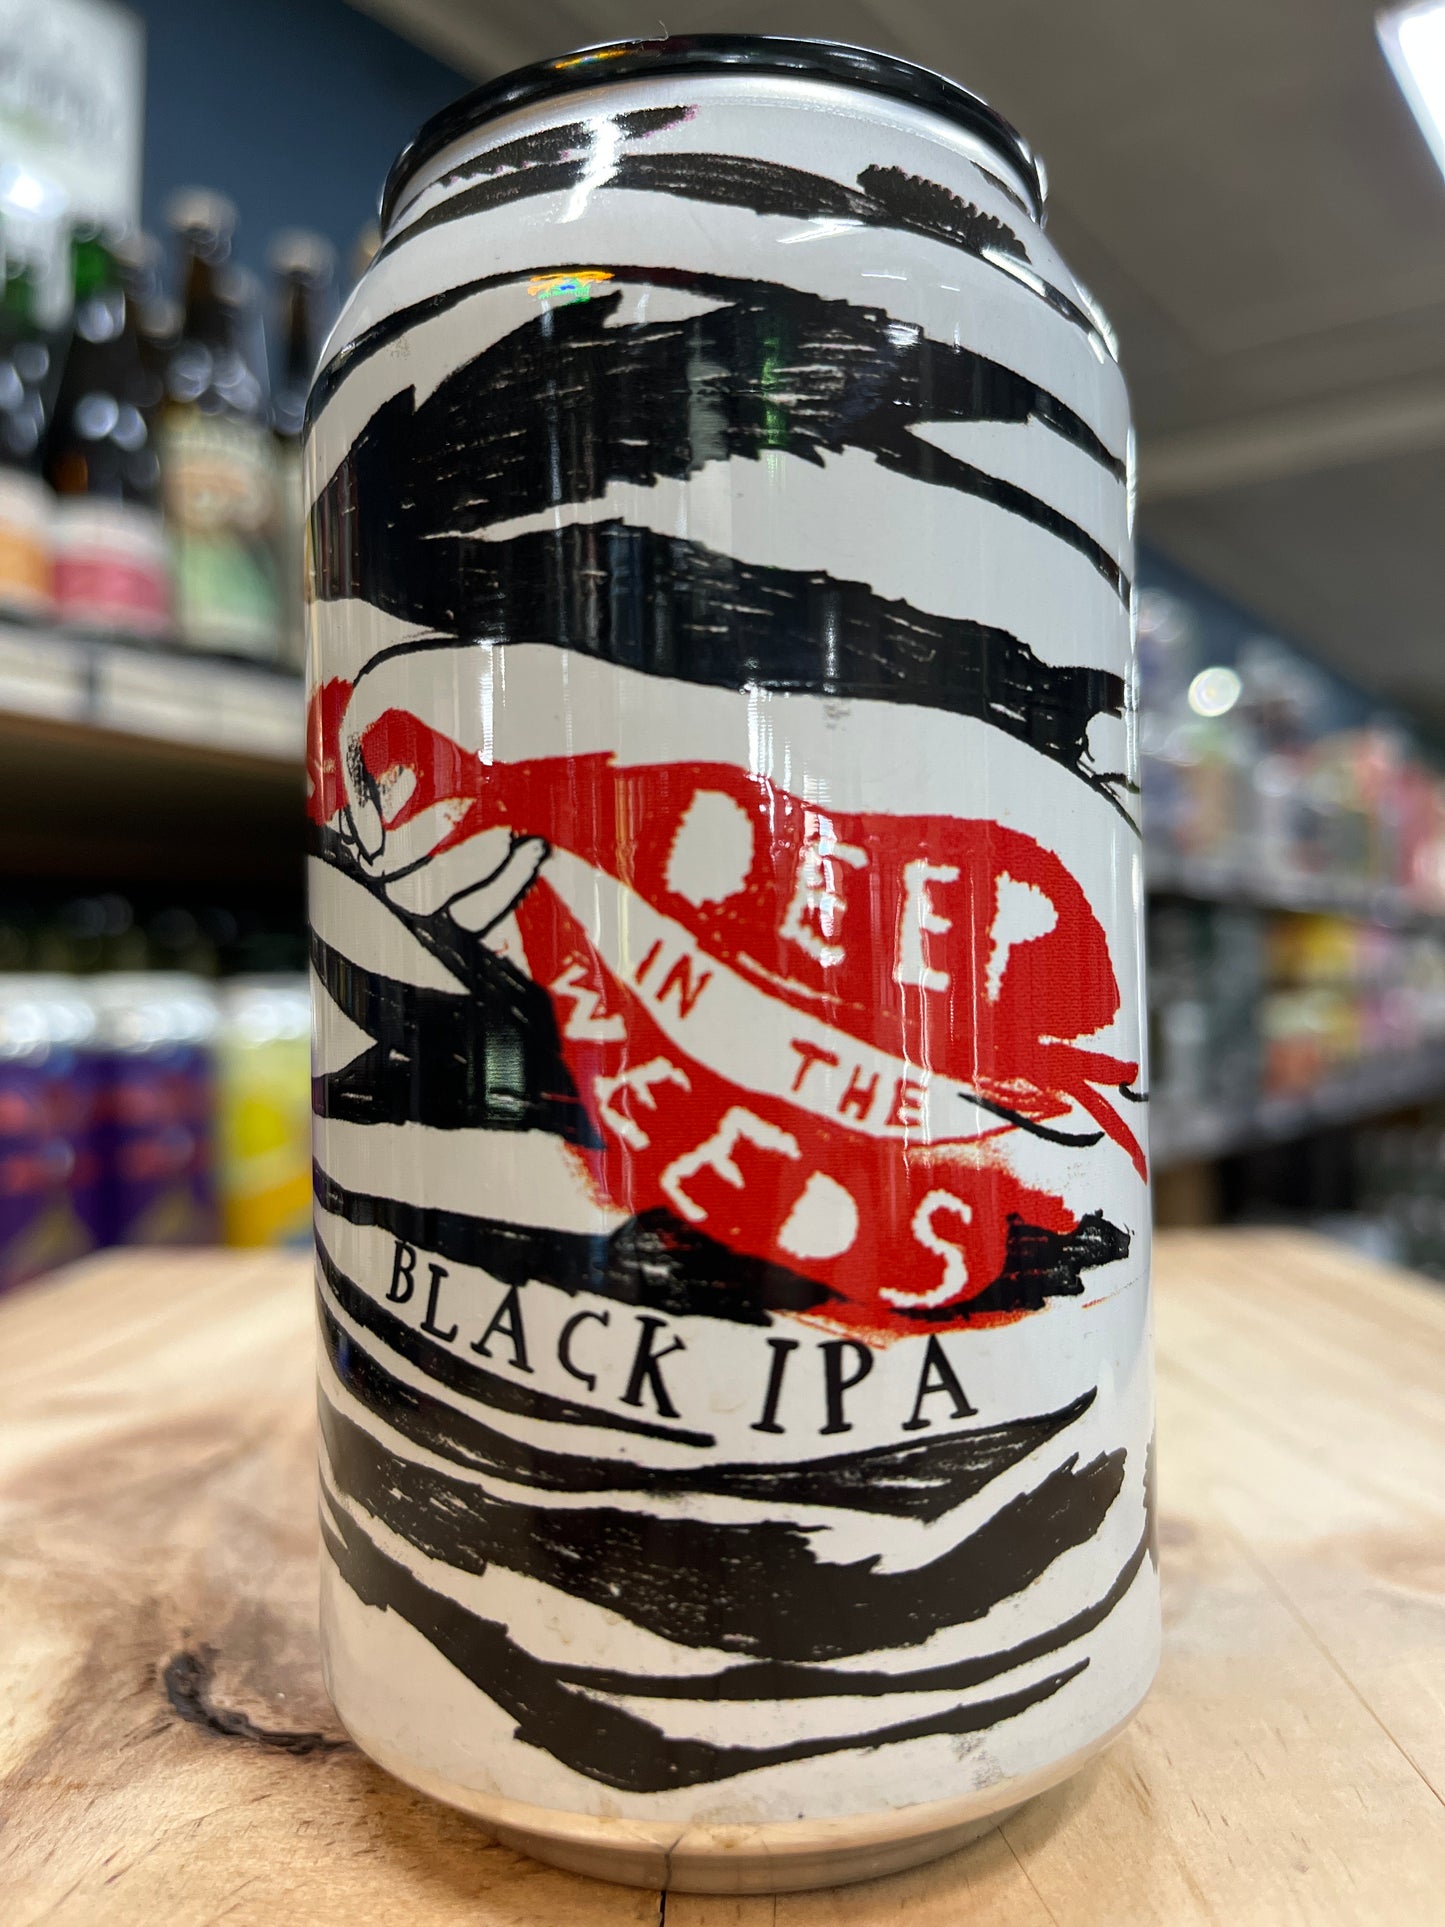 DEEP
IN THE
WEEDS
BLACK IPA